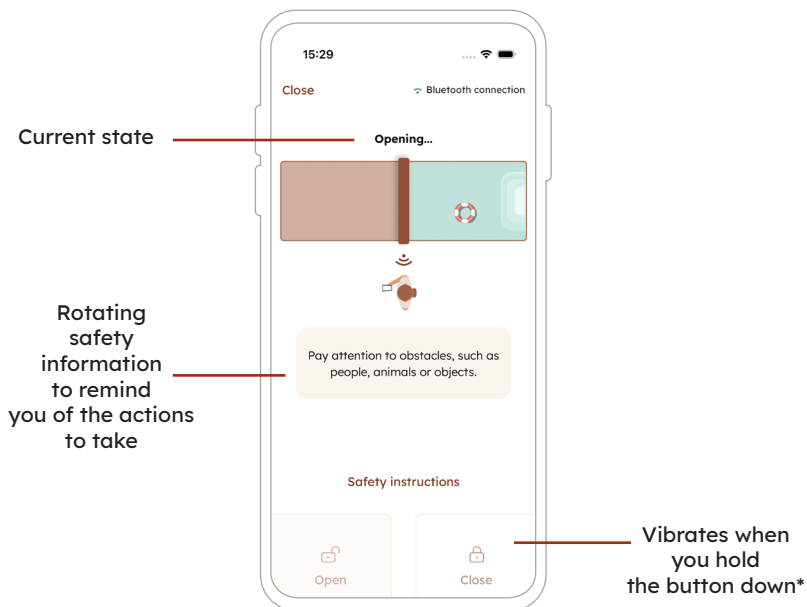 15:29
Close
Bluetooth connection
Current state
Opening...
Rotating
safety
information
to remind
you of the actions
to take
Pay attention to obstacles, such as
people, animals or objects.
Safety instructions
Open
Close
Vibrates when
you hold
the button down*